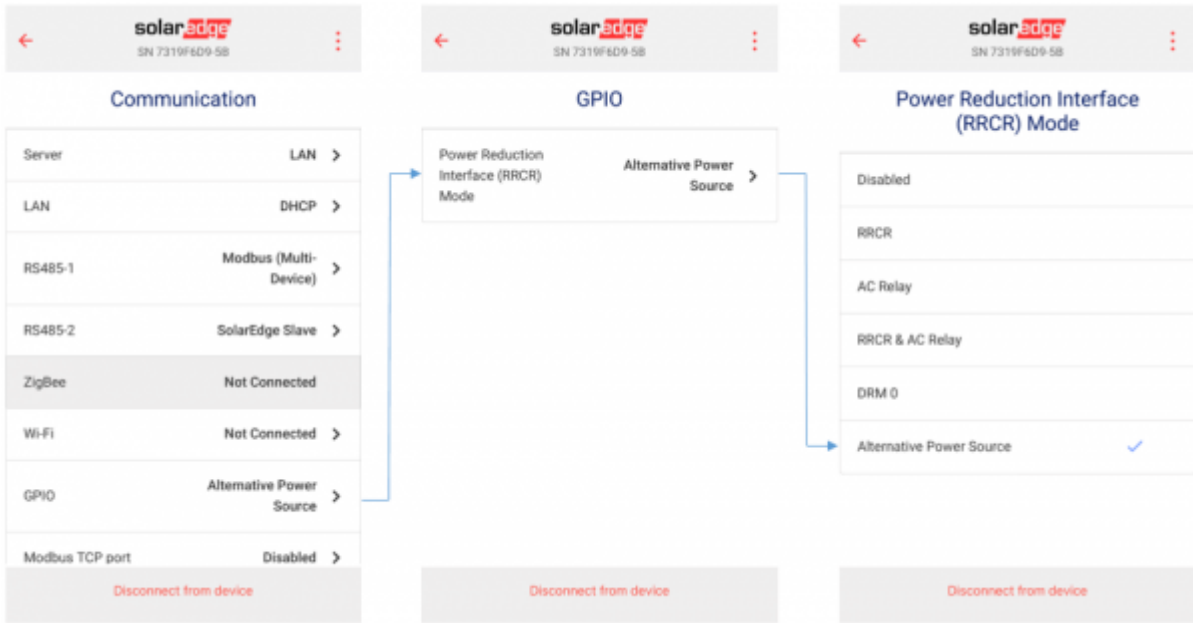 solaredge
SN 7319F6D9-5B
Communication
Server LAN
LAN DHCP
RS485-1 Modbus (Multi-
Device)
RS485-2 SolarEdge Slave
ZigBee Not Connected
Wi-Fi Not Connected
GPIO Alternative Power
Source
Modbus TCP port Disabled
Disconnect from device
solaredge
SN 7319F6D9-5B
GPIO
Power Reduction
Interface (RRCR)
Mode
Alternative Power
Source
Disconnect from device
solaredge
SN 7319F6D9-5B
Power Reduction Interface
(RRCR) Mode
Disabled
RRCR
AC Relay
RRCR & AC Relay
DRM 0
Alternative Power Source
Disconnect from device